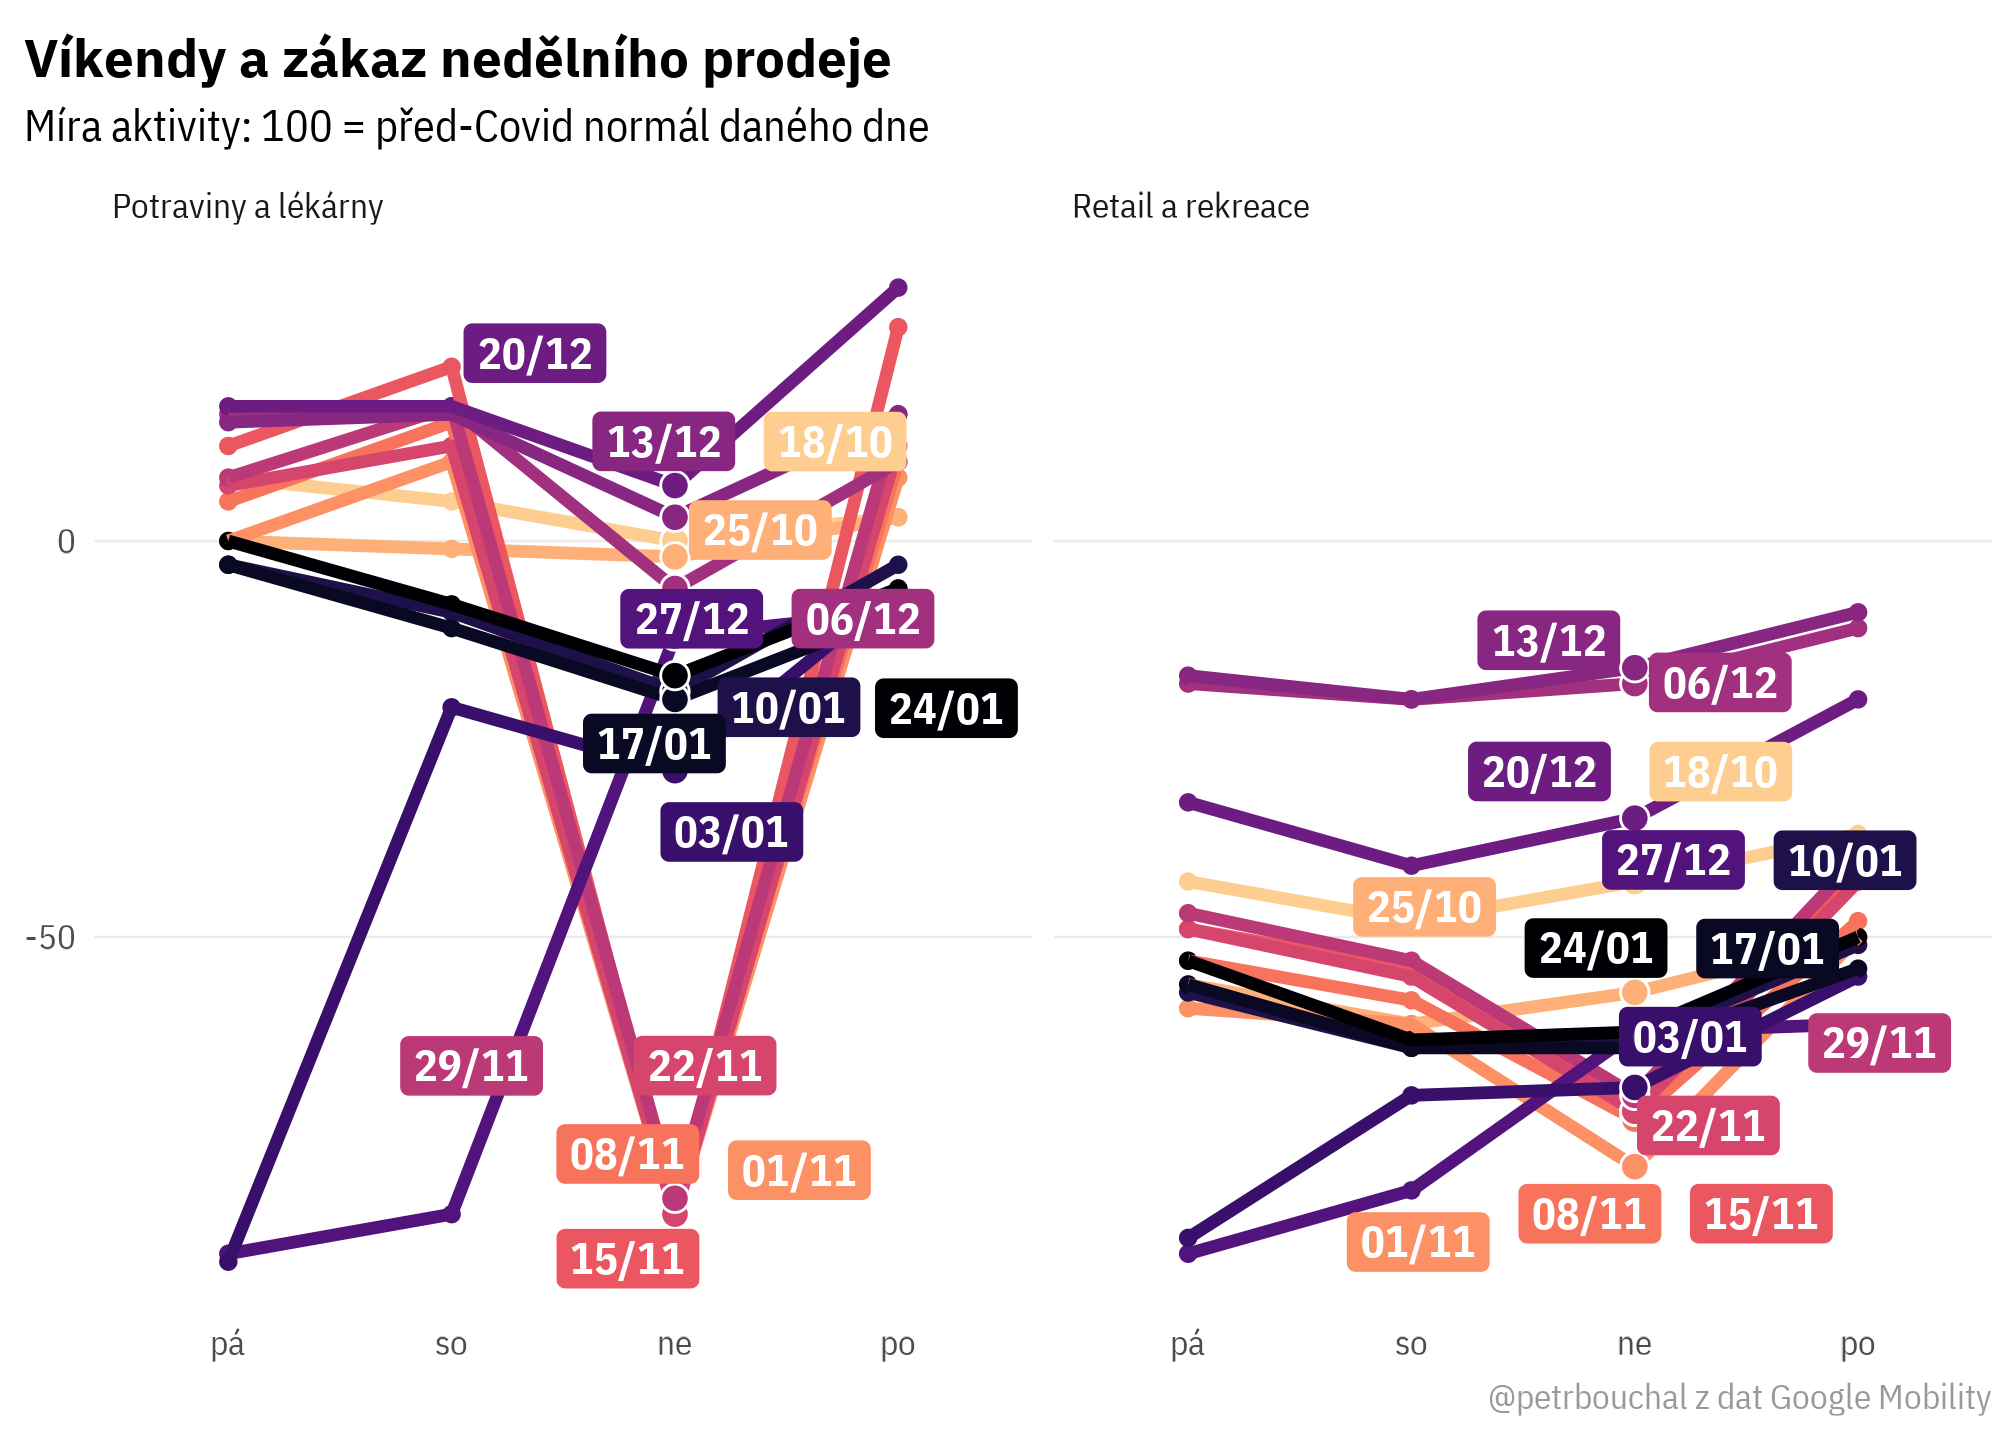 Víkendy a zákaz nedělního prodeje
Míra aktivity: 100 = před-Covid normál daného dne
Potraviny a lékárny
20/12
13/12
18/10
25/10
0
27/12
06/12
10/01
24/01
17/01
03/01
-50
29/11
22/11
08/11
01/11
15/11
pá
so
ne
po
Retail a rekreace
13/12
06/12
20/12
18/10
27/12
10/01
25/10
24/01
17/01
03/01
29/11
22/11
08/11
15/11
01/11
pá
so
ne
po
@petrbouchal z dat Google Mobility